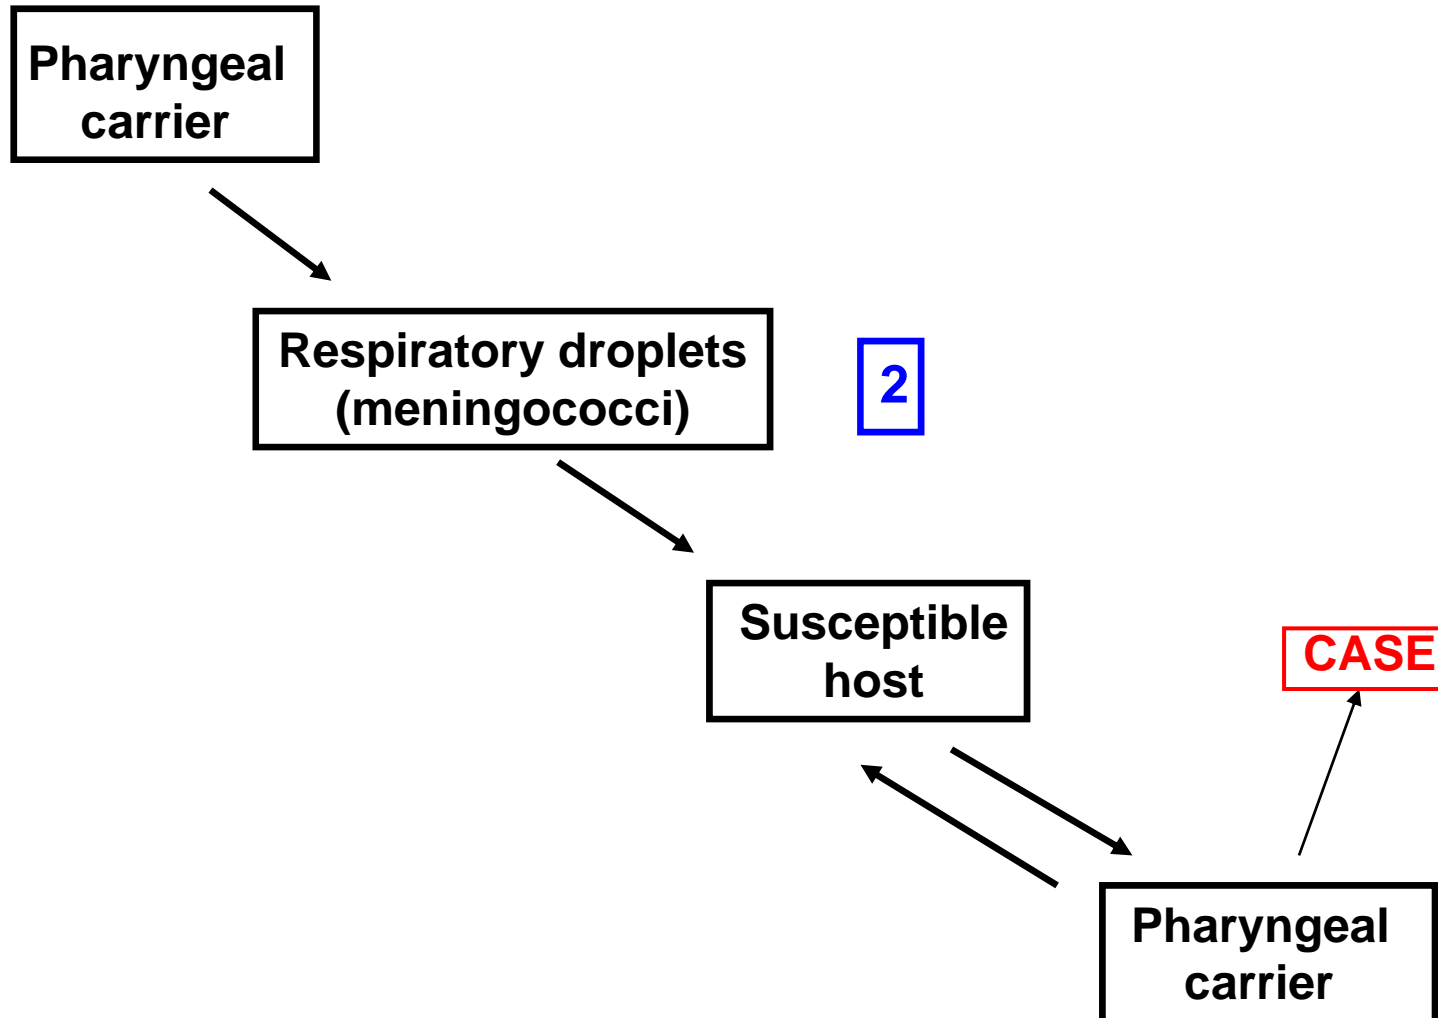 Pharyngeal
carrier
Respiratory droplets
(meningococci)
2
Susceptible
host
CASE
Pharyngeal
carrier